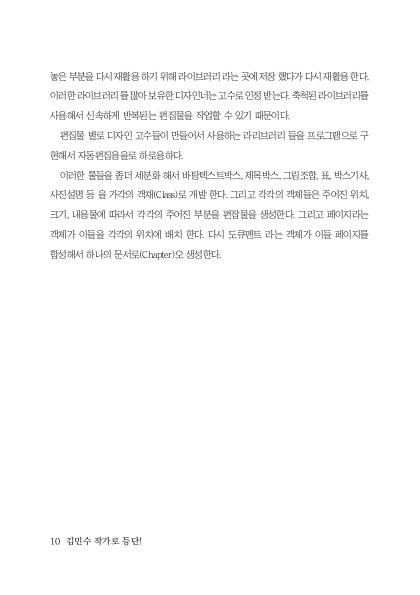 놓은 부분을 다시 재활용 하기 위해 라이브러리 라는 곳에 저장 했다가 다시 재활용 한다.
이러한 라이브러리 를 많아 보유한 디자인너는 고수로 인정 받는다. 축척된 라이브러리를
사용해서 신속하게 반복된는 편집물을 작업할 수 있기 때문이다.
편집물 별로 디자인 고수들이 만들어서 사용하는 라리브러리 들을 프로그램으로 구
현해서 자동편집용을로 하로용하다.
이러한 물들을 좀더 세분화 해서 바탕텍스트박스, 제목 박스, 그림조합, 표, 박스기사,
사진설명 등 을 가각의 객재(Class)로 개발 한다. 그리고 각각의 객체들은 주어진 위치,
크기, 내용물에 따라서 각각의 주어진 부분을 편잡물을 생성한다. 그리고 페이지라는
객체가 이들을 각각의 위치에 배치 한다. 다시 도큐멘트 라는 객체가 이들 페이지를
합성해서 하나의 문서로(Chapter)오 생성한다.
10 김민수 작가로 등단!